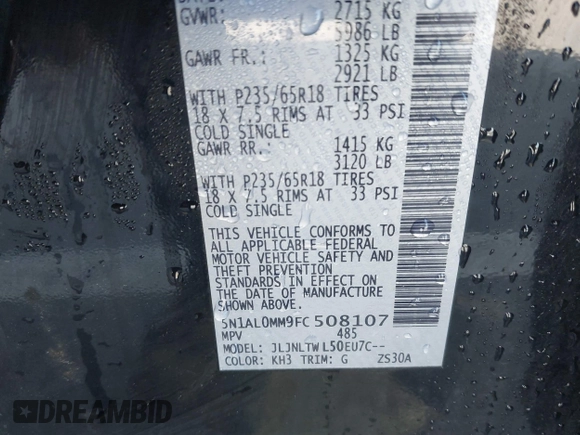 GVWR: 2715 KG
5986 LB
GAWR FR.: 1325 KG
2921 LB
WITH P235/65R18 TIRES
18 X 7.5 RIMS AT 33 PSI
COLD SINGLE
GAWR RR.: 1415 KG
3120 LB
WITH P235/65R18 TIRES
18 X 7.5 RIMS AT 33 PSI
COLD SINGLE
THIS VEHICLE CONFORMS TO
ALL APPLICABLE FEDERAL
MOTOR VEHICLE SAFETY AND
THEFT PREVENTION
STANDARDS IN EFFECT ON
THE DATE OF MANUFACTURE
SHOWN ABOVE.
5N1AL0MM9FC508107
MPV 485
MODEL: JLJNLTWL50EU7C--
COLOR: KH3 TRIM: G ZS30A
DREAMBID